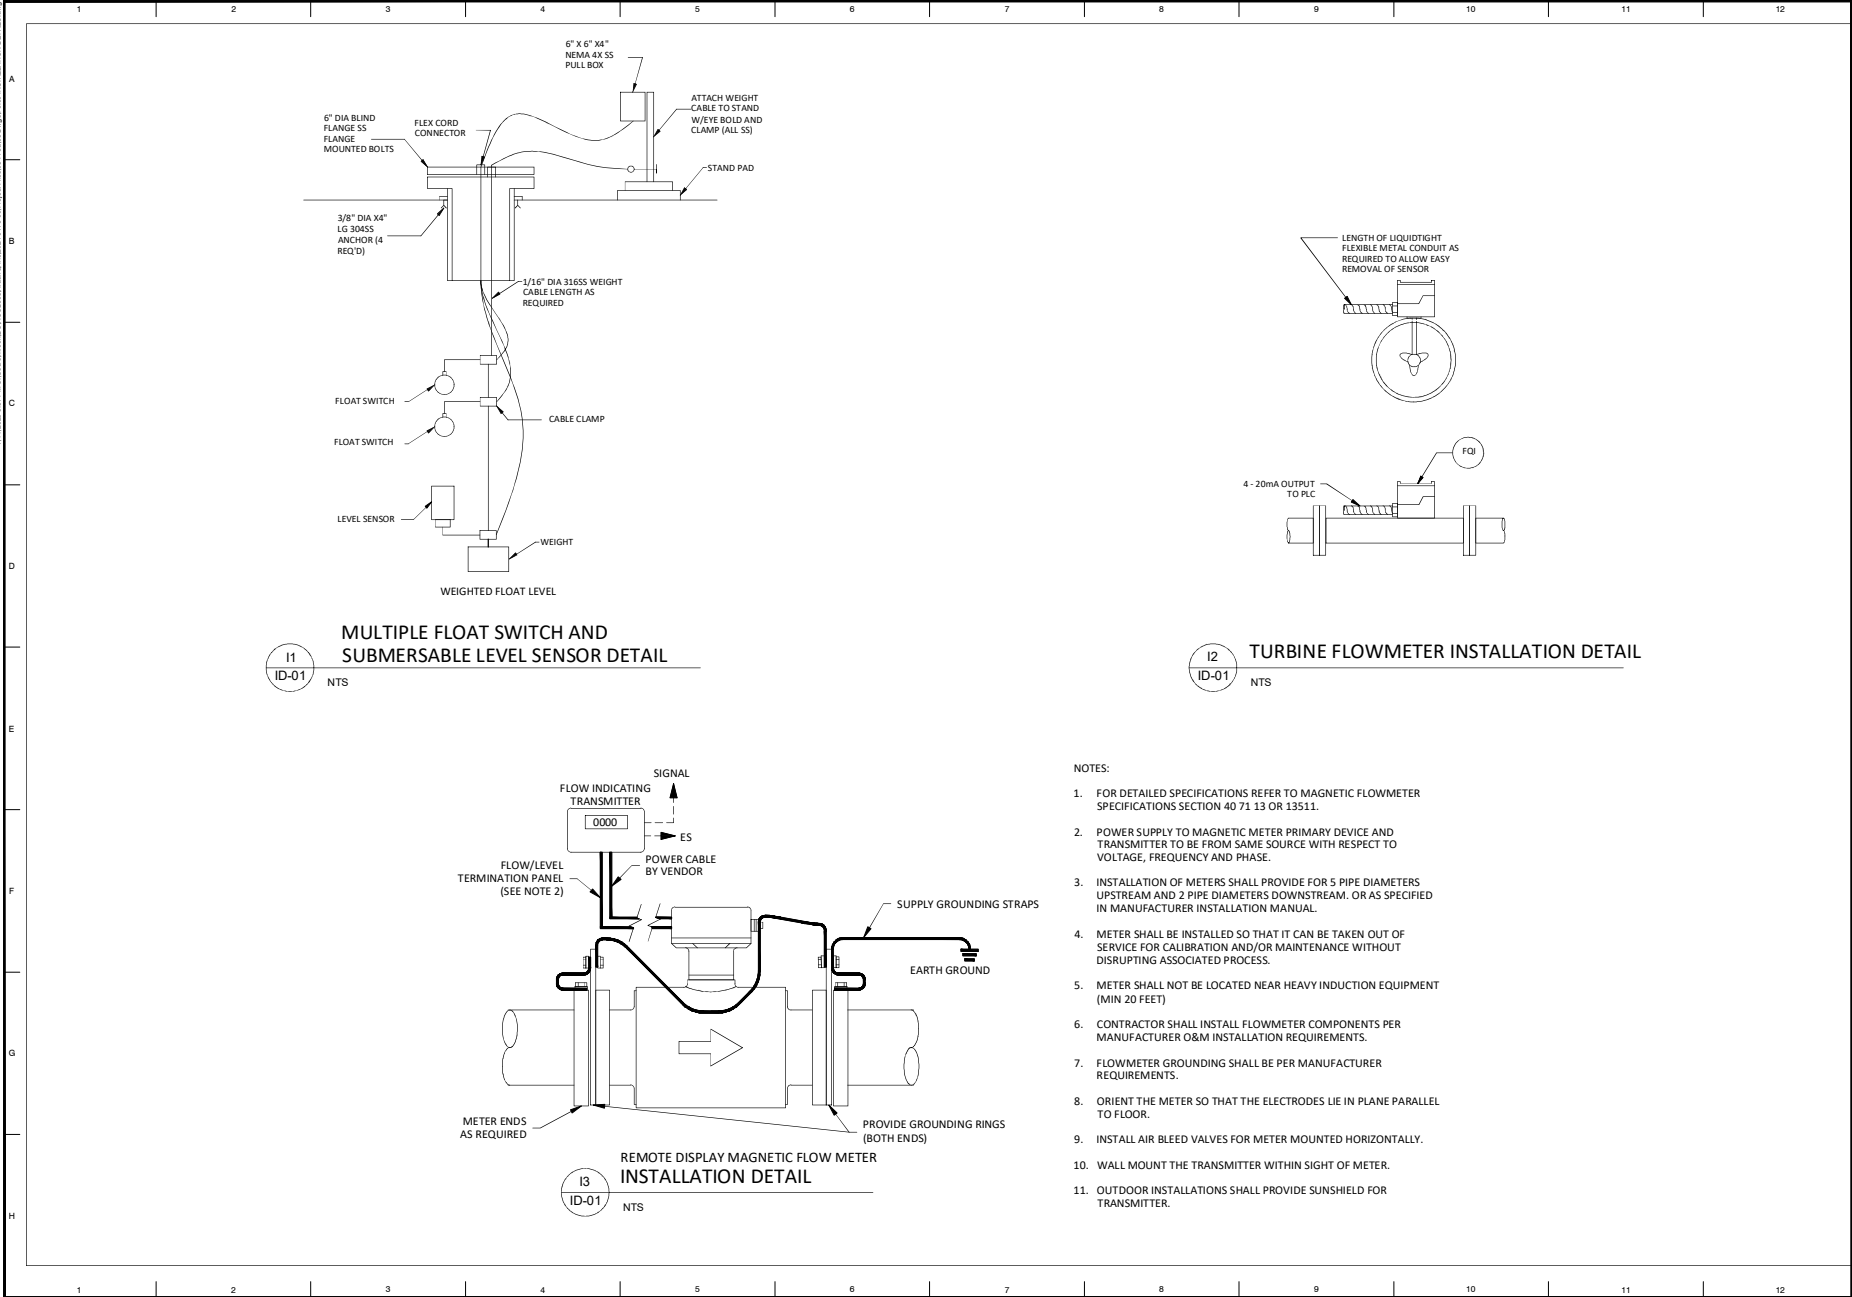 1 2 3 4 5 6 7 8 9 10 11 12
A
B
C
D
E
F
G
H
6" X 6" X4"
NEMA 4X SS
PULL BOX
ATTACH WEIGHT
CABLE TO STAND
W/EYE BOLD AND
CLAMP (ALL SS)
6" DIA BLIND
FLANGE SS
FLANGE
MOUNTED BOLTS
FLEX CORD
CONNECTOR
STAND PAD
3/8" DIA X4"
LG 304SS
ANCHOR (4
REQ'D)
1/16" DIA 316SS WEIGHT
CABLE LENGTH AS
REQUIRED
FLOAT SWITCH
CABLE CLAMP
FLOAT SWITCH
LEVEL SENSOR
WEIGHT
WEIGHTED FLOAT LEVEL
MULTIPLE FLOAT SWITCH AND
SUBMERSABLE LEVEL SENSOR DETAIL
I1
ID-01
NTS
LENGTH OF LIQUIDTIGHT
FLEXIBLE METAL CONDUIT AS
REQUIRED TO ALLOW EASY
REMOVAL OF SENSOR
FQI
4 - 20mA OUTPUT
TO PLC
TURBINE FLOWMETER INSTALLATION DETAIL
I2
ID-01
NTS
SIGNAL
FLOW INDICATING
TRANSMITTER
0000
ES
FLOW/LEVEL
TERMINATION PANEL
(SEE NOTE 2)
POWER CABLE
BY VENDOR
SUPPLY GROUNDING STRAPS
EARTH GROUND
METER ENDS
AS REQUIRED
PROVIDE GROUNDING RINGS
(BOTH ENDS)
REMOTE DISPLAY MAGNETIC FLOW METER
INSTALLATION DETAIL
I3
ID-01
NTS
NOTES:
1. FOR DETAILED SPECIFICATIONS REFER TO MAGNETIC FLOWMETER
SPECIFICATIONS SECTION 40 71 13 OR 13511.
2. POWER SUPPLY TO MAGNETIC METER PRIMARY DEVICE AND
TRANSMITTER TO BE FROM SAME SOURCE WITH RESPECT TO
VOLTAGE, FREQUENCY AND PHASE.
3. INSTALLATION OF METERS SHALL PROVIDE FOR 5 PIPE DIAMETERS
UPSTREAM AND 2 PIPE DIAMETERS DOWNSTREAM. OR AS SPECIFIED
IN MANUFACTURER INSTALLATION MANUAL.
4. METER SHALL BE INSTALLED SO THAT IT CAN BE TAKEN OUT OF
SERVICE FOR CALIBRATION AND/OR MAINTENANCE WITHOUT
DISRUPTING ASSOCIATED PROCESS.
5. METER SHALL NOT BE LOCATED NEAR HEAVY INDUCTION EQUIPMENT
(MIN 20 FEET)
6. CONTRACTOR SHALL INSTALL FLOWMETER COMPONENTS PER
MANUFACTURER O&M INSTALLATION REQUIREMENTS.
7. FLOWMETER GROUNDING SHALL BE PER MANUFACTURER
REQUIREMENTS.
8. ORIENT THE METER SO THAT THE ELECTRODES LIE IN PLANE PARALLEL
TO FLOOR.
9. INSTALL AIR BLEED VALVES FOR METER MOUNTED HORIZONTALLY.
10. WALL MOUNT THE TRANSMITTER WITHIN SIGHT OF METER.
11. OUTDOOR INSTALLATIONS SHALL PROVIDE SUNSHIELD FOR
TRANSMITTER.
1 2 3 4 5 6 7 8 9 10 11 12